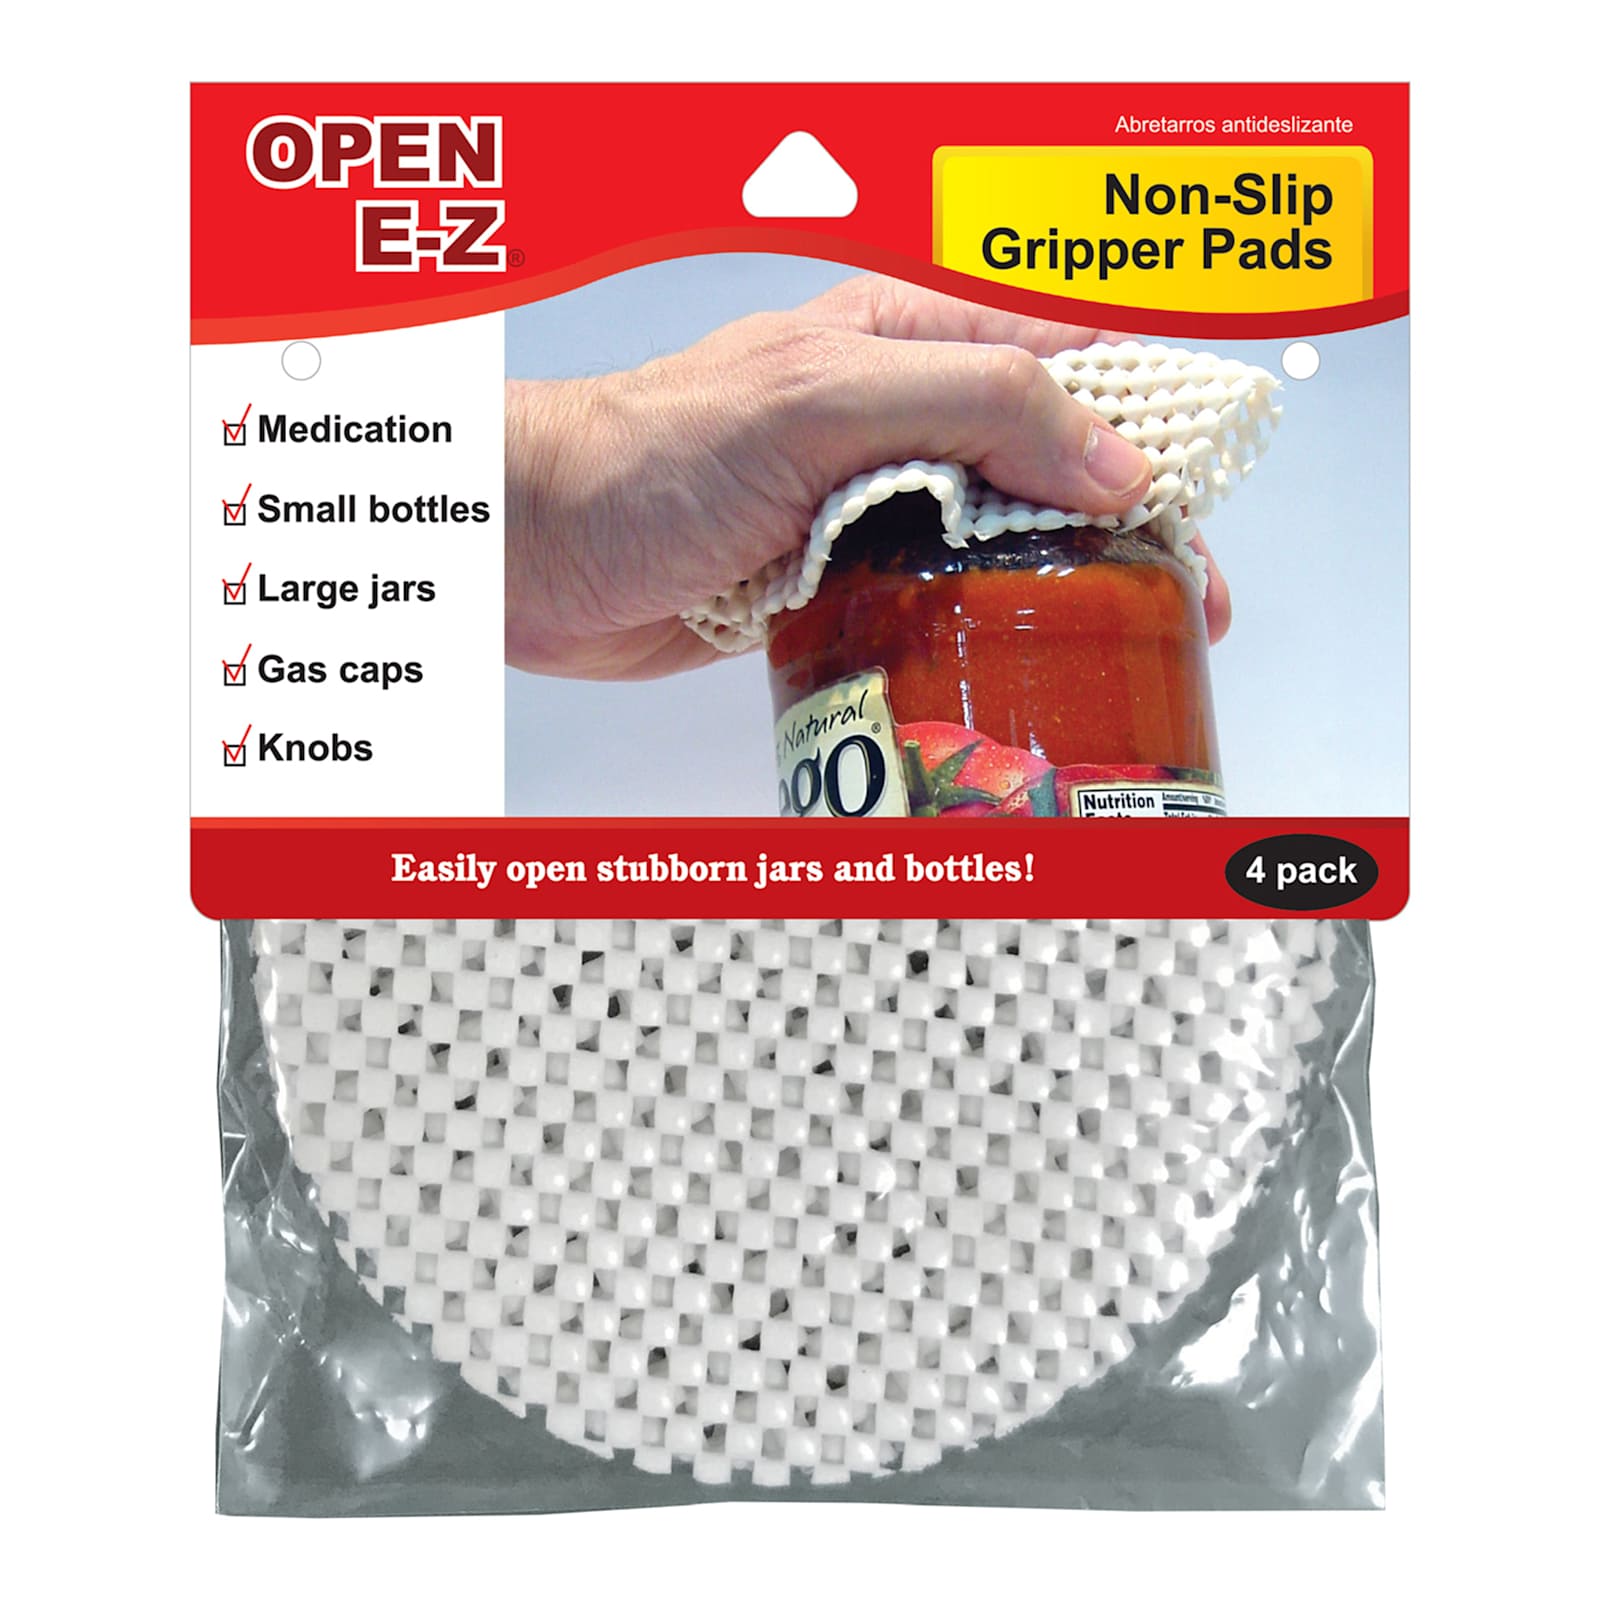 OPEN
E-Z®
Abretarros antideslizante
Non-Slip
Gripper Pads
Medication
Small bottles
Large jars
Gas caps
Knobs
Natural
®
Nutrition
Easily open stubborn jars and bottles!
4 pack